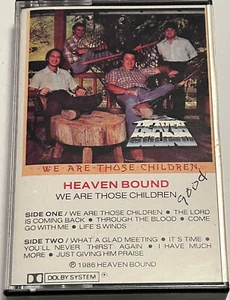 HEAVEN BOUND
WE ARE THOSE CHILDREN
HEAVEN BOUND
WE ARE THOSE CHILDREN
good
SIDE ONE / WE ARE THOSE CHILDREN • THE LORD
IS COMING BACK • THROUGH THE BLOOD • COME
GO WITH ME • LIFE'S WINDS
SIDE TWO / WHAT A GLAD MEETING • IT'S TIME •
YOU'LL NEVER THIRST AGAIN • I HAVE MUCH
MORE • JUST GIVING HIM PRAISE
DOLBY SYSTEM ℗ 1986 HEAVEN BOUND